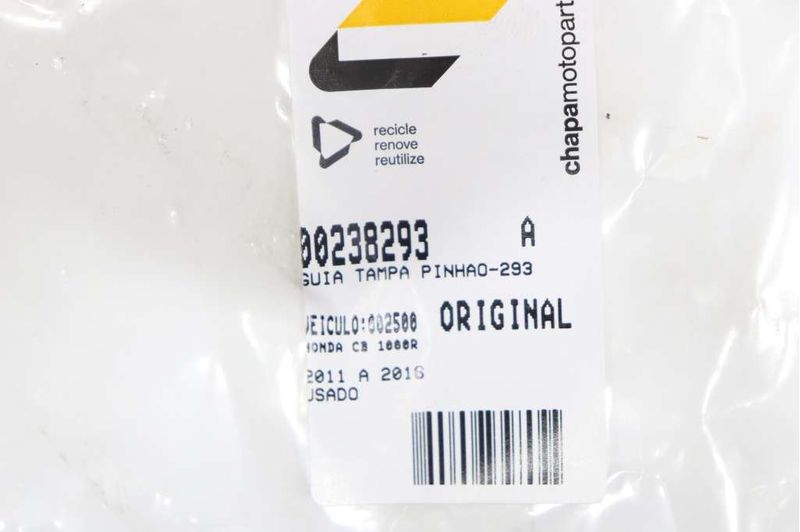 chapamotopart
recicle
renove
reutilize
00238293 A
GUIA TAMPA PINHAO-293
VEICULO:002500 ORIGINAL
HONDA CB 1000R
2011 A 2016
USADO